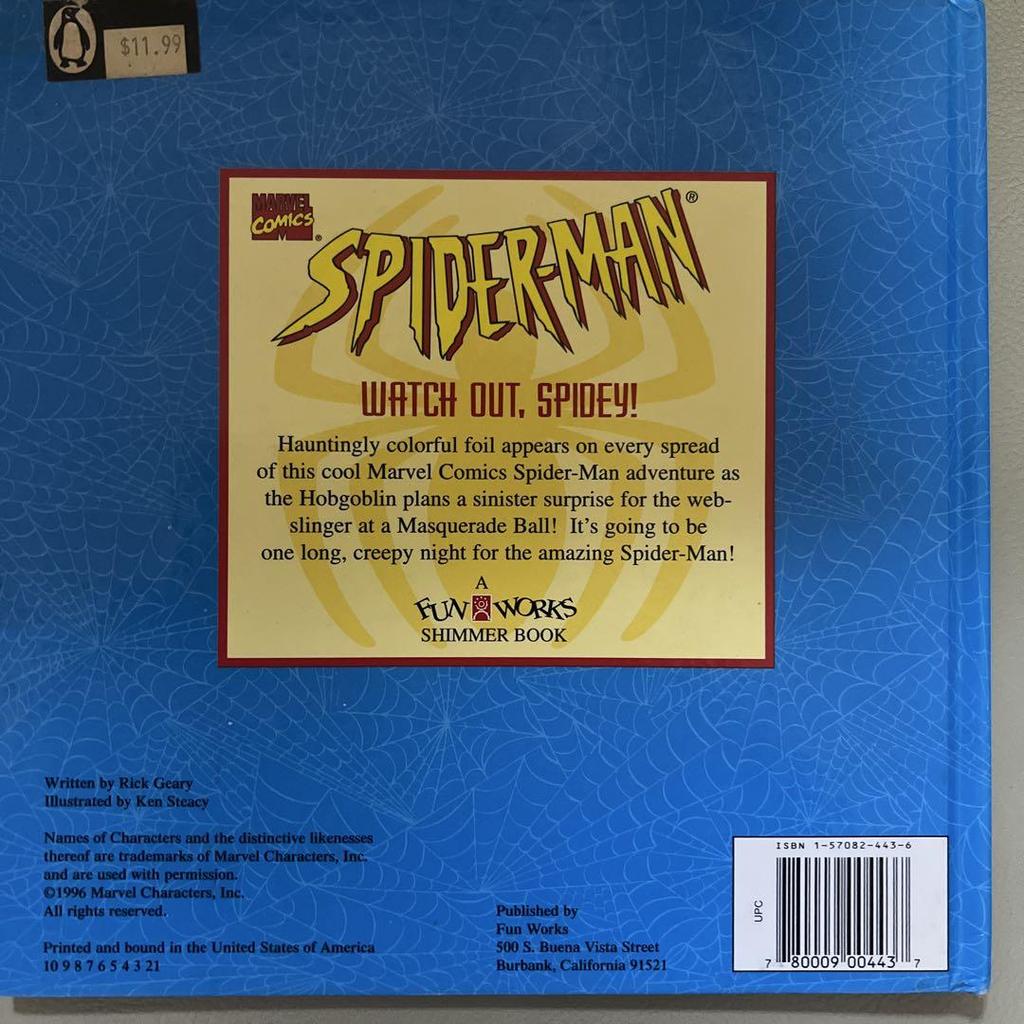 $11.99
MARVEL
COMICS
SPIDER-MAN®
WATCH OUT, SPIDEY!
Hauntingly colorful foil appears on every spread
of this cool Marvel Comics Spider-Man adventure as
the Hobgoblin plans a sinister surprise for the web-
slinger at a Masquerade Ball! It's going to be
one long, creepy night for the amazing Spider-Man!
A
FUN WORKS
SHIMMER BOOK
Written by Rick Geary
Illustrated by Ken Steacy
Names of Characters and the distinctive likenesses
thereof are trademarks of Marvel Characters, Inc.
and are used with permission.
©1996 Marvel Characters, Inc.
All rights reserved.
Printed and bound in the United States of America
10 9 8 7 6 5 4 3 2 1
Published by
Fun Works
500 S. Buena Vista Street
Burbank, California 91521
ISBN 1-57082-443-6
UPC
7 80009 00443 7